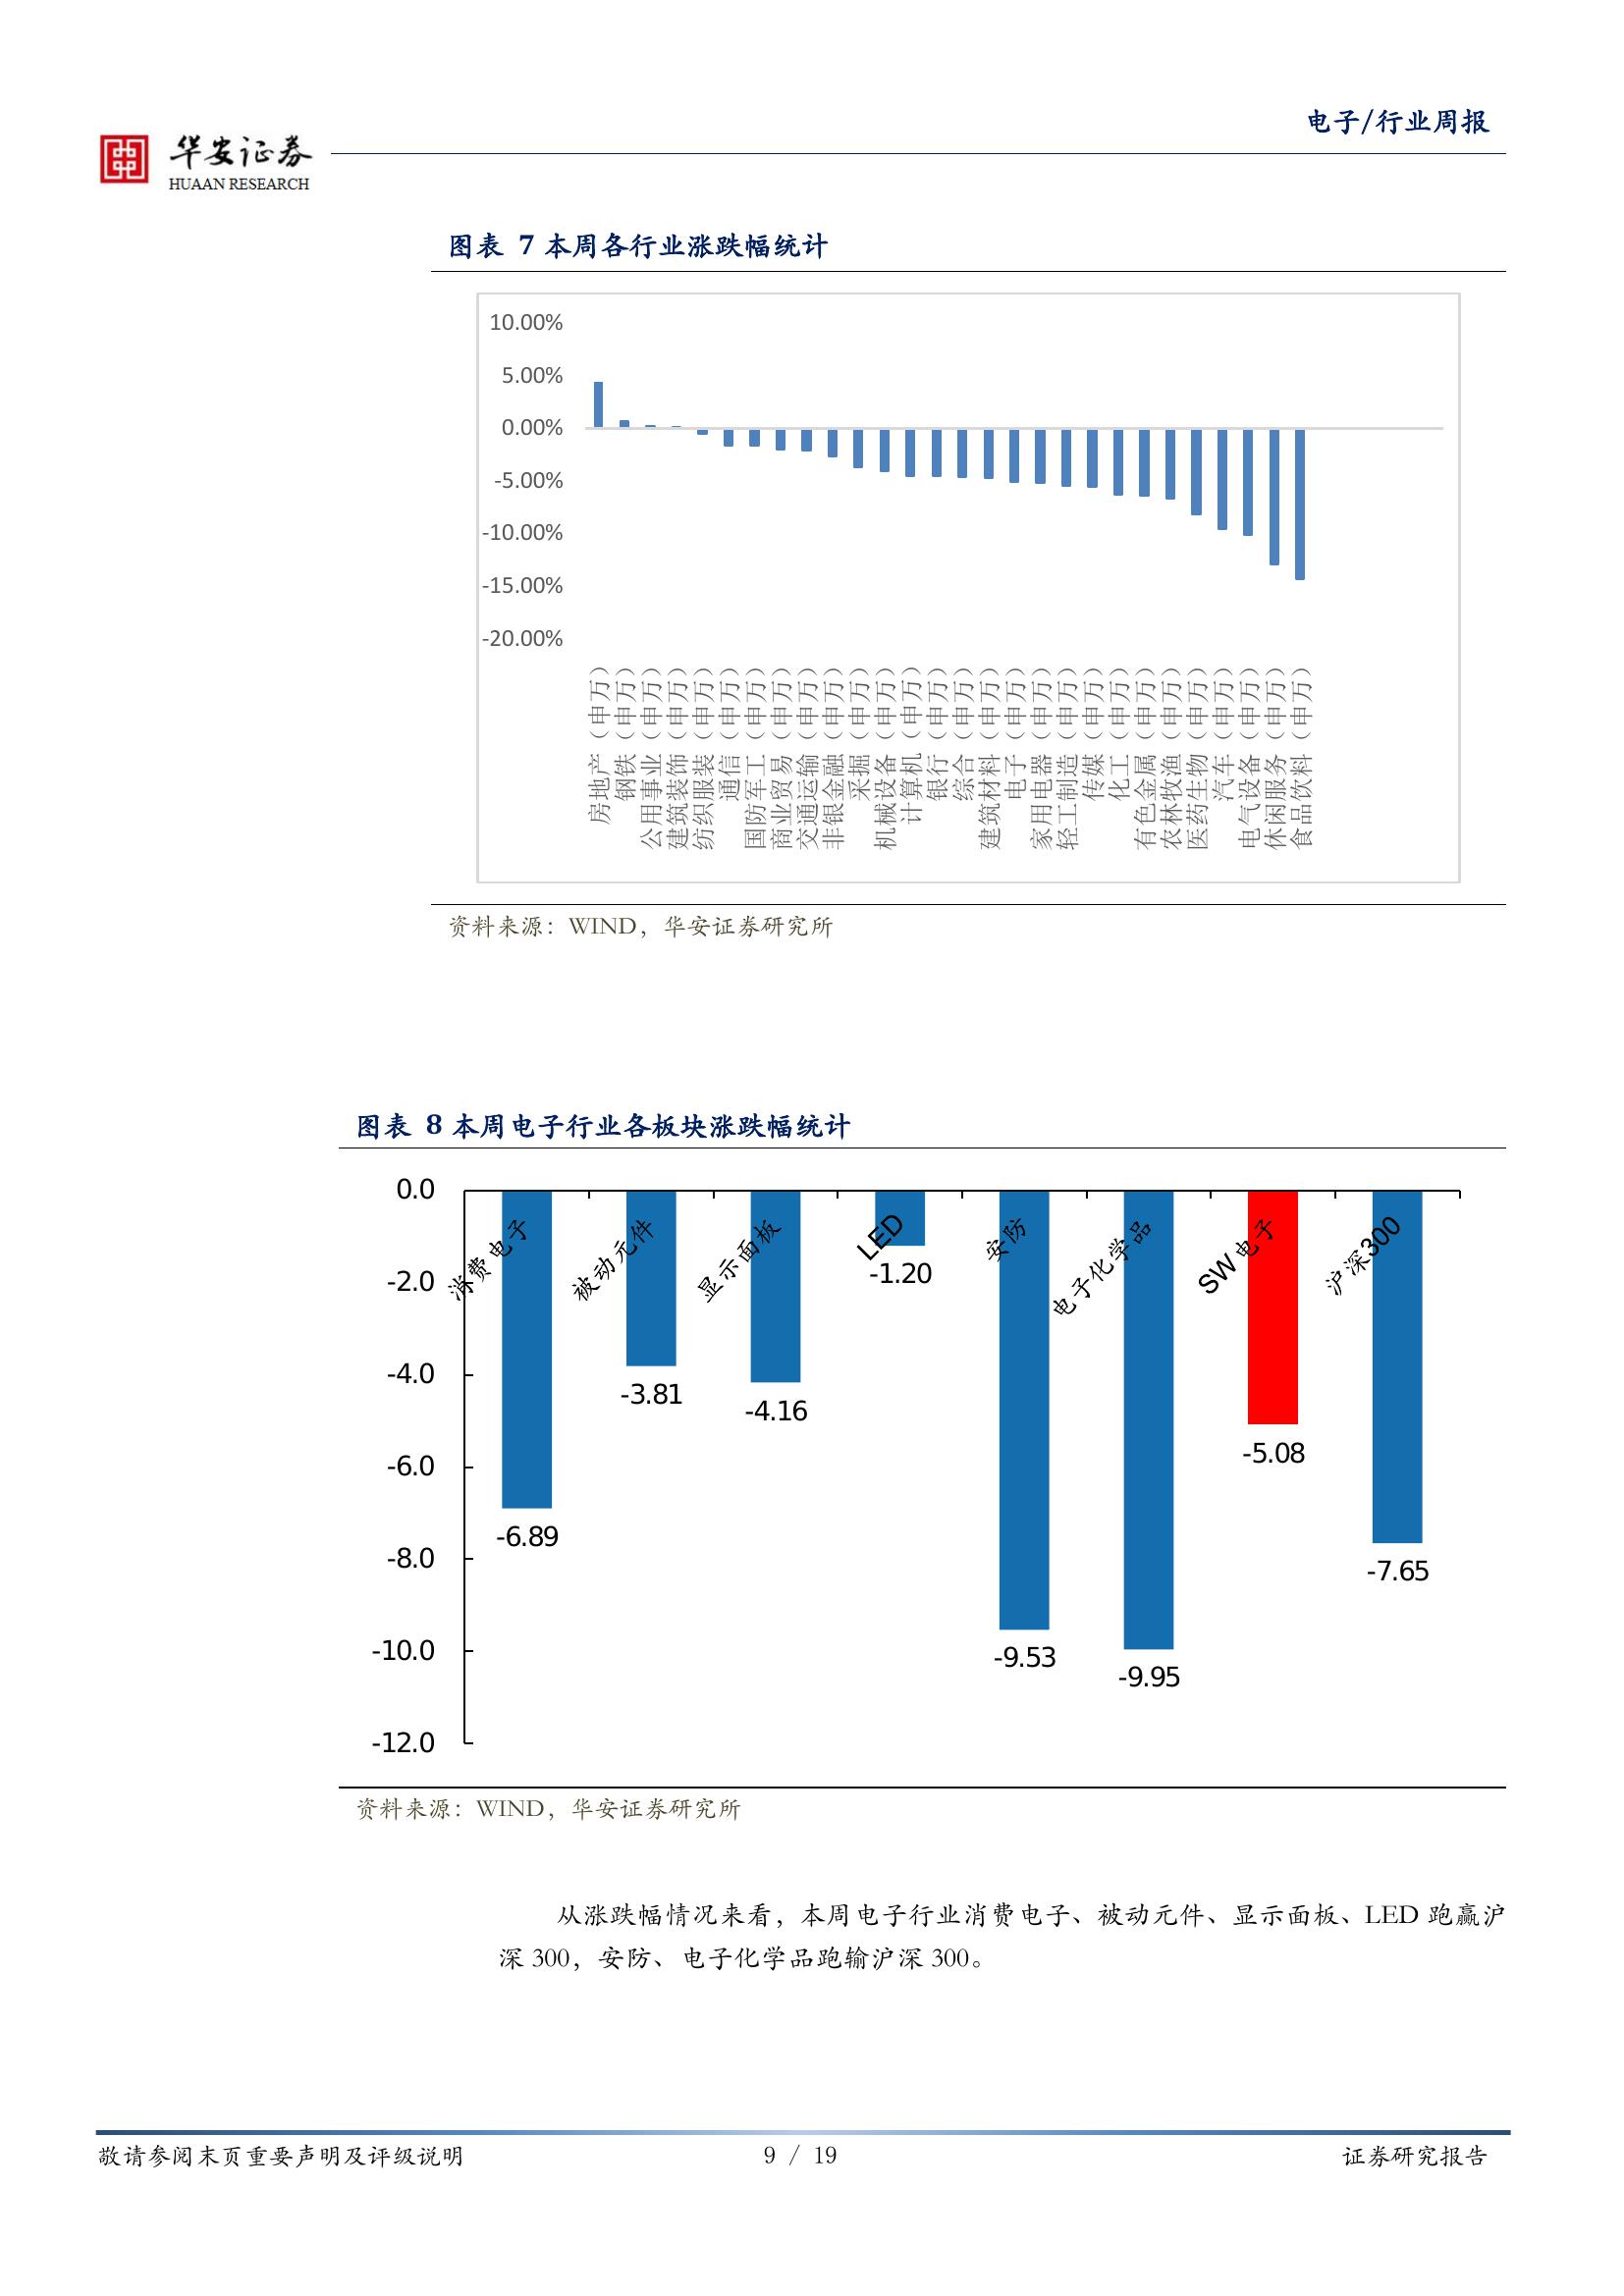 电子/行业周报
华安证券
HUAAN RESEARCH
图表 7 本周各行业涨跌幅统计
10.00%
5.00%
0.00%
-5.00%
-10.00%
-15.00%
-20.00%
房地产（申万）
钢铁（申万）
公用事业（申万）
建筑装饰（申万）
纺织服装（申万）
通信（申万）
国防军工（申万）
商业贸易（申万）
交通运输（申万）
非银金融（申万）
采掘（申万）
机械设备（申万）
计算机（申万）
银行（申万）
综合（申万）
建筑材料（申万）
电子（申万）
家用电器（申万）
轻工制造（申万）
传媒（申万）
化工（申万）
有色金属（申万）
农林牧渔（申万）
医药生物（申万）
汽车（申万）
电气设备（申万）
休闲服务（申万）
食品饮料（申万）
资料来源：WIND，华安证券研究所
图表 8 本周电子行业各板块涨跌幅统计
0.0
-2.0
-4.0
-6.0
-8.0
-10.0
-12.0
消费电子
被动元件
显示面板
LED
安防
电子化学品
SW电子
沪深300
-6.89
-3.81
-4.16
-1.20
-9.53
-9.95
-5.08
-7.65
资料来源：WIND，华安证券研究所
从涨跌幅情况来看，本周电子行业消费电子、被动元件、显示面板、LED 跑赢沪
深 300，安防、电子化学品跑输沪深 300。
敬请参阅末页重要声明及评级说明
9 / 19
证券研究报告